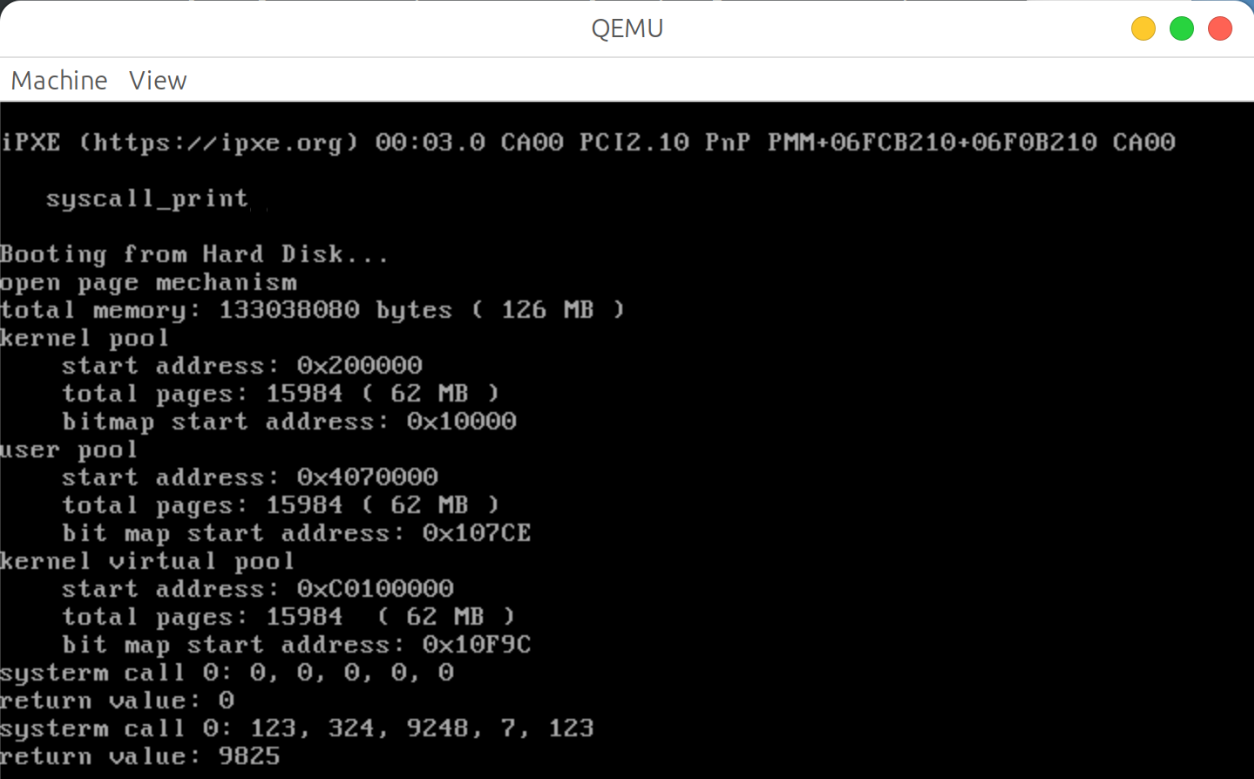 QEMU
Machine View
iPXE (https://ipxe.org) 00:03.0 CA00 PCI2.10 PnP PMM+06FCB210+06F0B210 CA00
syscall_print
Booting from Hard Disk...
open page mechanism
total memory: 133038080 bytes ( 126 MB )
kernel pool
start address: 0x200000
total pages: 15984 ( 62 MB )
bitmap start address: 0x10000
user pool
start address: 0x4070000
total pages: 15984 ( 62 MB )
bit map start address: 0x107CE
kernel virtual pool
start address: 0xC0100000
total pages: 15984  ( 62 MB )
bit map start address: 0x10F9C
systerm call 0: 0, 0, 0, 0, 0
return value: 0
systerm call 0: 123, 324, 9248, 7, 123
return value: 9825